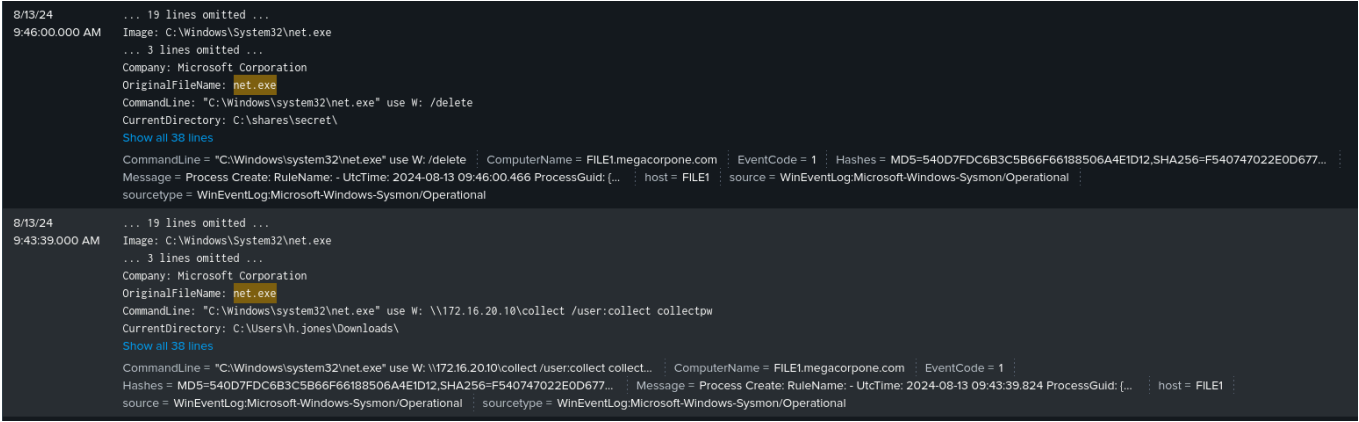 8/13/24 ... 19 lines omitted ...
9:46:00.000 AM Image: C:\Windows\System32\net.exe
... 3 lines omitted ...
Company: Microsoft Corporation
OriginalFileName: net.exe
CommandLine: "C:\Windows\system32\net.exe" use W: /delete
CurrentDirectory: C:\shares\secret\
Show all 38 lines
CommandLine = "C:\Windows\system32\net.exe" use W: /delete ComputerName = FILE1.megacorpone.com EventCode = 1 Hashes = MD5=540D7FDC6B3C5B66F66188506A4E1D12,SHA256=F540747022E0D677...
Message = Process Create: RuleName: - UtcTime: 2024-08-13 09:46:00.466 ProcessGuid: {... host = FILE1 source = WinEventLog:Microsoft-Windows-Sysmon/Operational
sourcetype = WinEventLog:Microsoft-Windows-Sysmon/Operational
8/13/24 ... 19 lines omitted ...
9:43:39.000 AM Image: C:\Windows\System32\net.exe
... 3 lines omitted ...
Company: Microsoft Corporation
OriginalFileName: net.exe
CommandLine: "C:\Windows\system32\net.exe" use W: \\172.16.20.10\collect /user:collect collectpw
CurrentDirectory: C:\Users\h.jones\Downloads\
Show all 38 lines
CommandLine = "C:\Windows\system32\net.exe" use W: \\172.16.20.10\collect /user:collect collect... ComputerName = FILE1.megacorpone.com EventCode = 1
Hashes = MD5=540D7FDC6B3C5B66F66188506A4E1D12,SHA256=F540747022E0D677... Message = Process Create: RuleName: - UtcTime: 2024-08-13 09:43:39.824 ProcessGuid: {... host = FILE1
source = WinEventLog:Microsoft-Windows-Sysmon/Operational sourcetype = WinEventLog:Microsoft-Windows-Sysmon/Operational